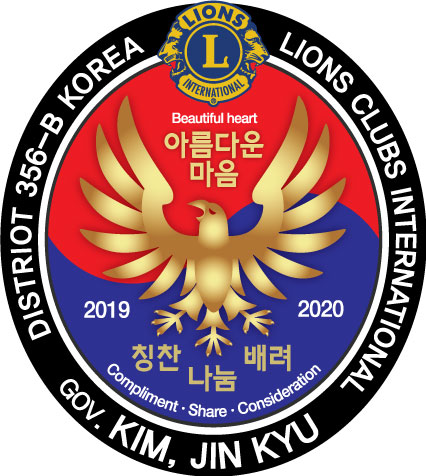 LIONS
L
INTERNATIONAL
DISTRIOT 356-B KOREA
LIONS CLUBS INTERNATIONAL
Beautiful heart
아름다운
마음
2019
2020
칭찬
나눔
배려
Compliment · Share · Consideration
GOV. KIM, JIN KYU